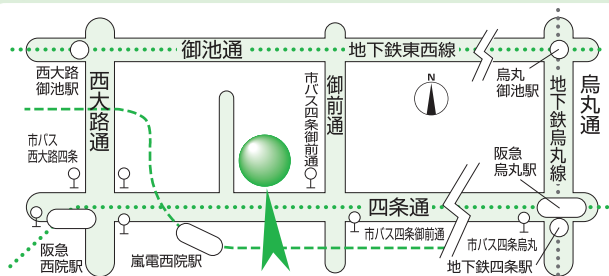 御池通
地下鉄東西線
西大路
御池駅
烏丸
御池駅
西大路通
市バス四条御前通
御前通
N
地下鉄烏丸線
烏丸通
市バス
西大路四条
阪急
烏丸駅
四条通
市バス四条御前通
市バス四条烏丸
阪急
西院駅
嵐電西院駅
地下鉄四条駅